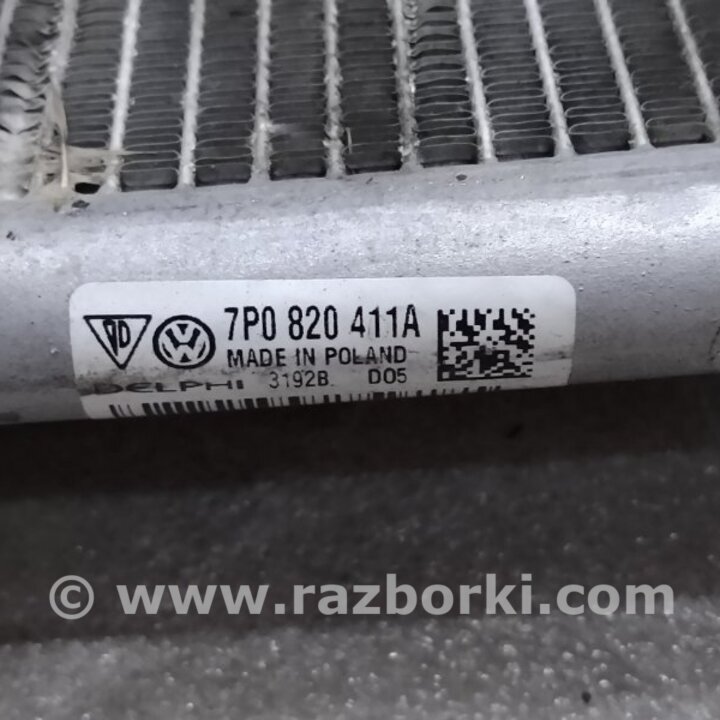 7P0 820 411A
MADE IN POLAND
DELPHI 3192B D05
© www.razborki.com